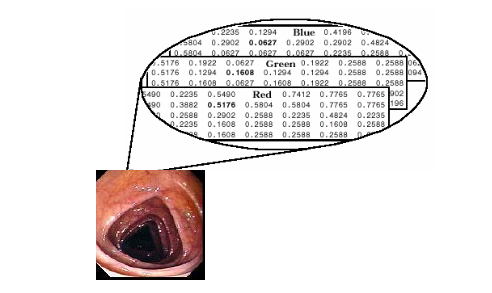 0.2235 0.1294 Blue 0.4196
.5804 0.2902 0.0627 0.2902 0.2902 0.4824
0.5804 0.0627 0.0627 0.0627 0.2235 0.2588
0.5176 0.1922 0.0627 Green 0.1922 0.2588 0.2588
0.5176 0.1294 0.1608 0.1294 0.1294 0.2588 0.2588 094
0.5176 0.1608 0.0627 0.1608 0.1922 0.2588 0.2588
5490 0.2235 0.5490 Red 0.7412 0.7765 0.7765 902
490 0.3882 0.5176 0.5804 0.5804 0.7765 0.7765 196
0.2588 0.2902 0.2588 0.2235 0.4824 0.2235
0.2235 0.1608 0.2588 0.2588 0.1608 0.2588
0.1608 0.2588 0.2588 0.2588 0.2588